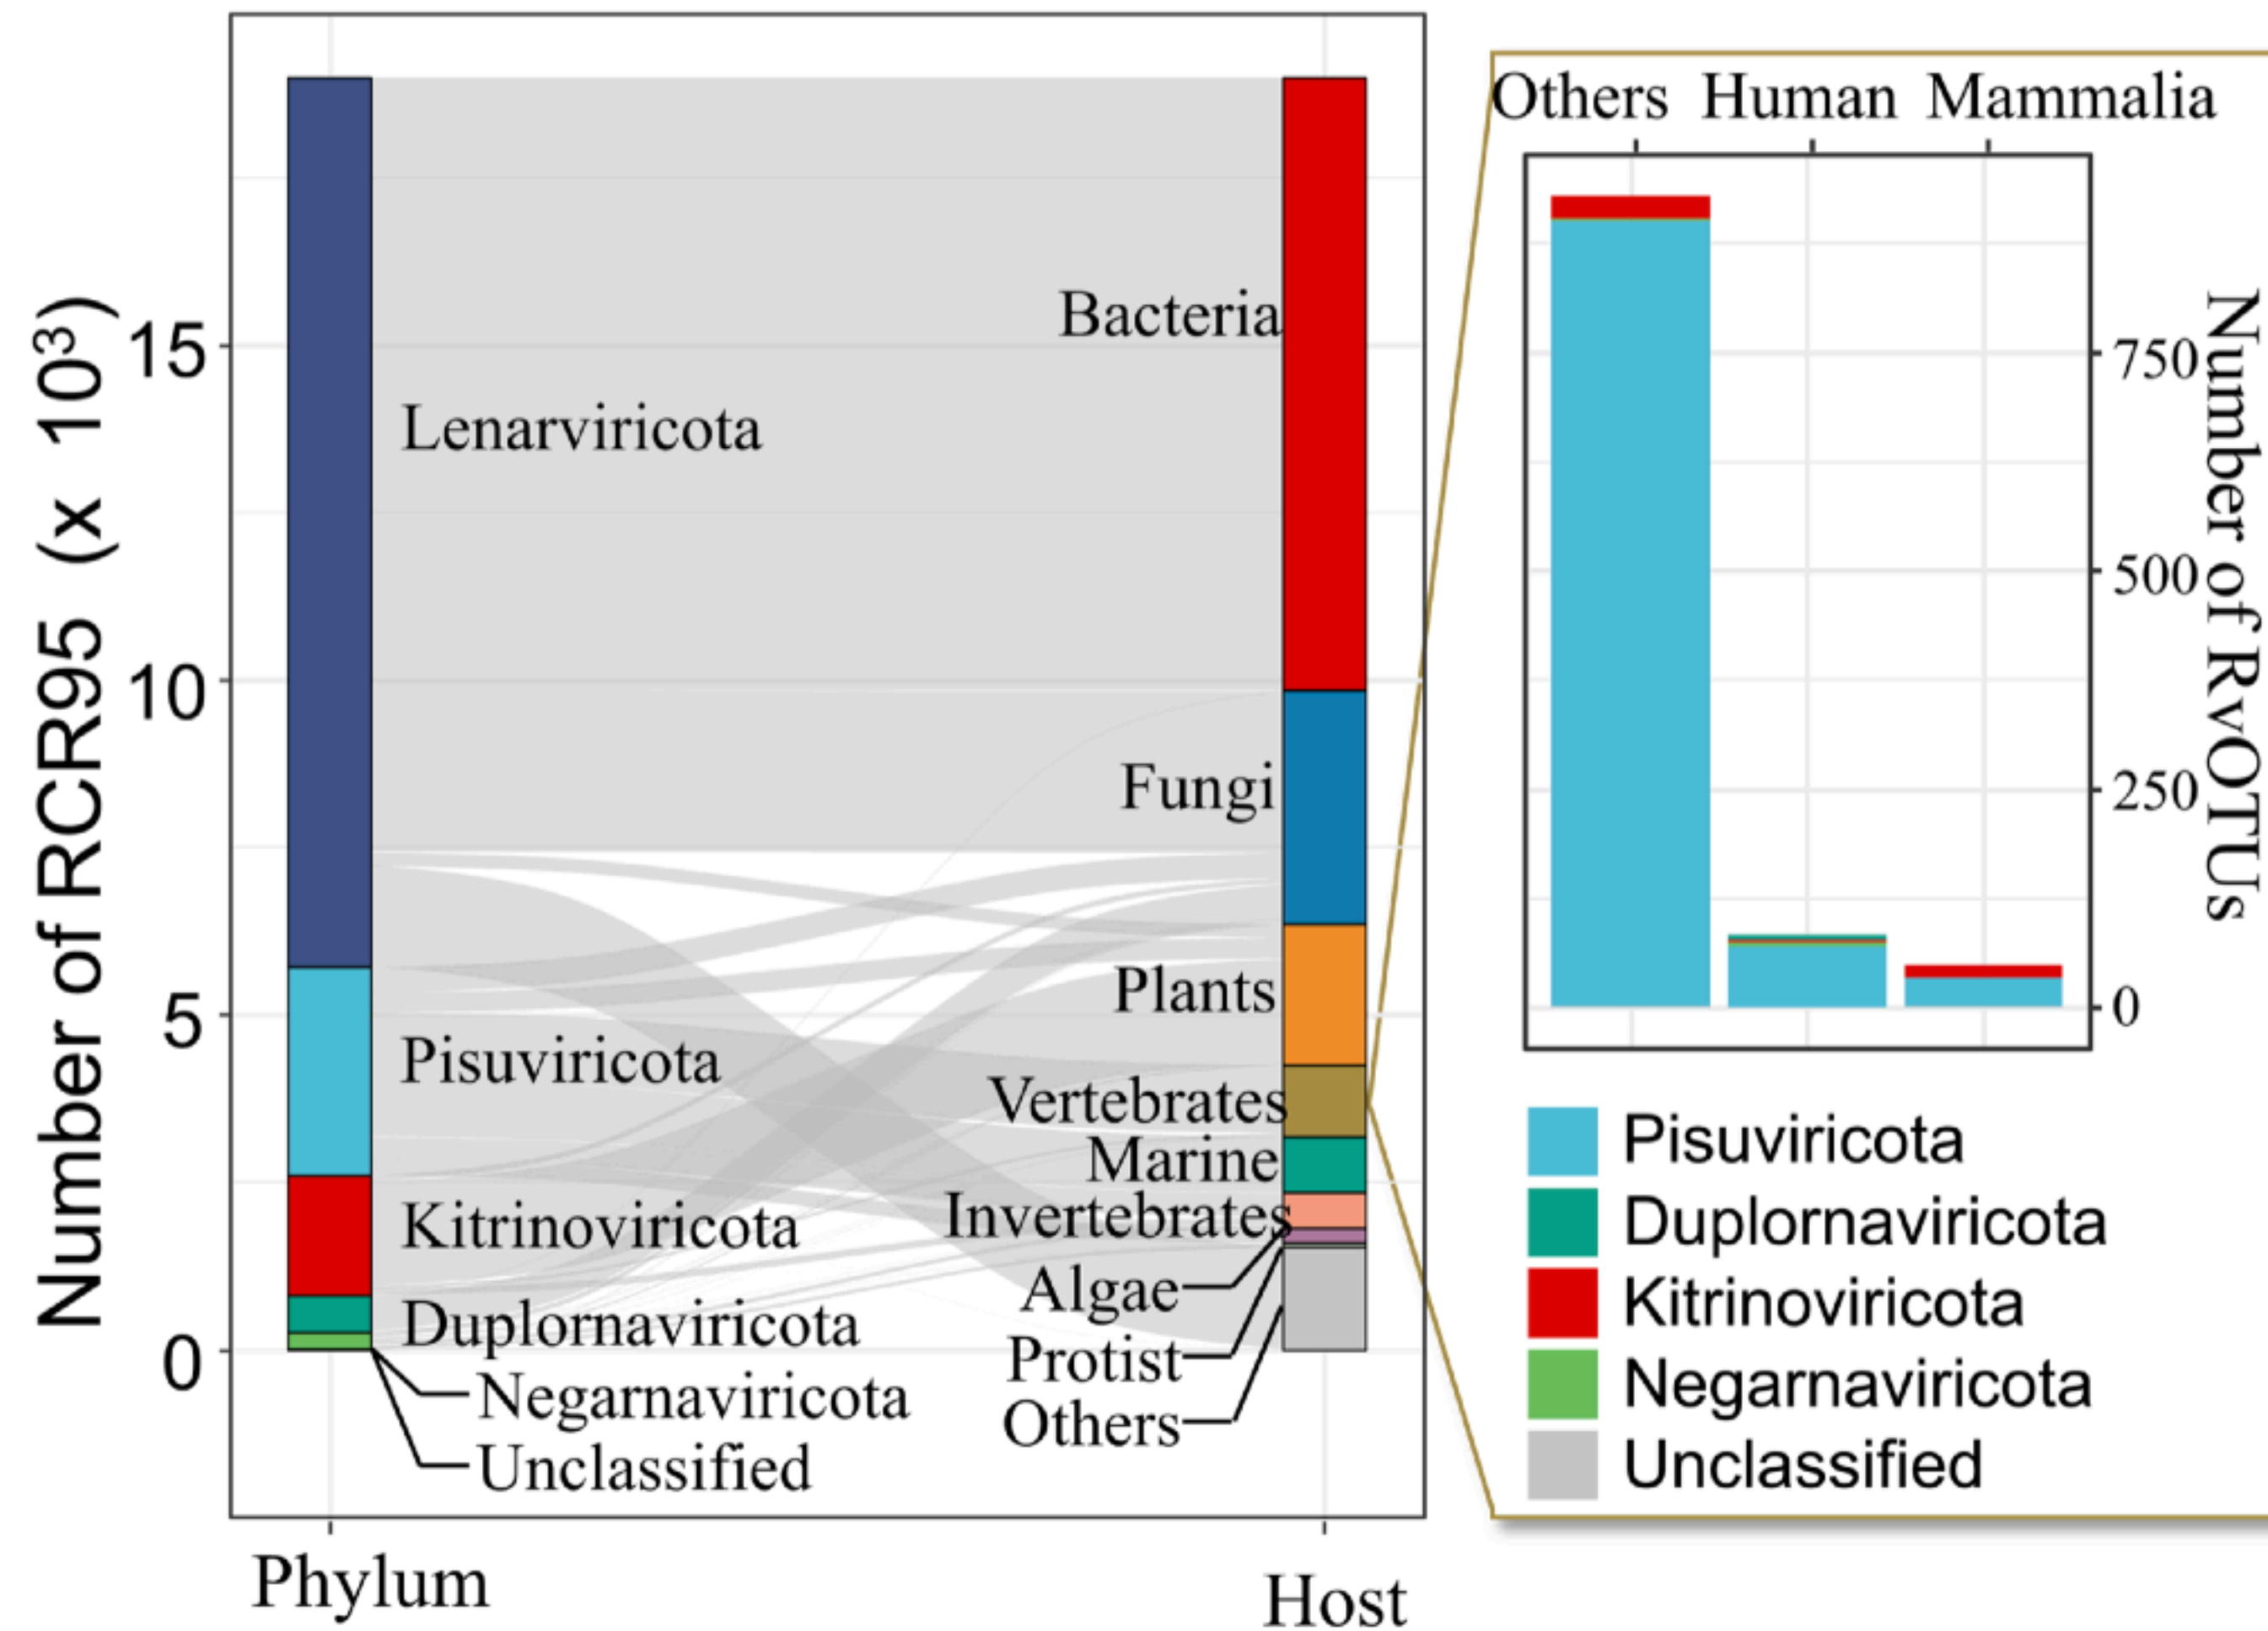 Number of RCR95 (x 10³)
15
10
5
0
Lenarviricota
Pisuviricota
Kitrinoviricota
Duplornaviricota
Negarnaviricota
Unclassified
Bacteria
Fungi
Plants
Vertebrates
Marine
Invertebrates
Algae
Protist
Others
Phylum
Host
Others Human Mammalia
750
500
250
0
Number of RvOTUs
Pisuviricota
Duplornaviricota
Kitrinoviricota
Negarnaviricota
Unclassified